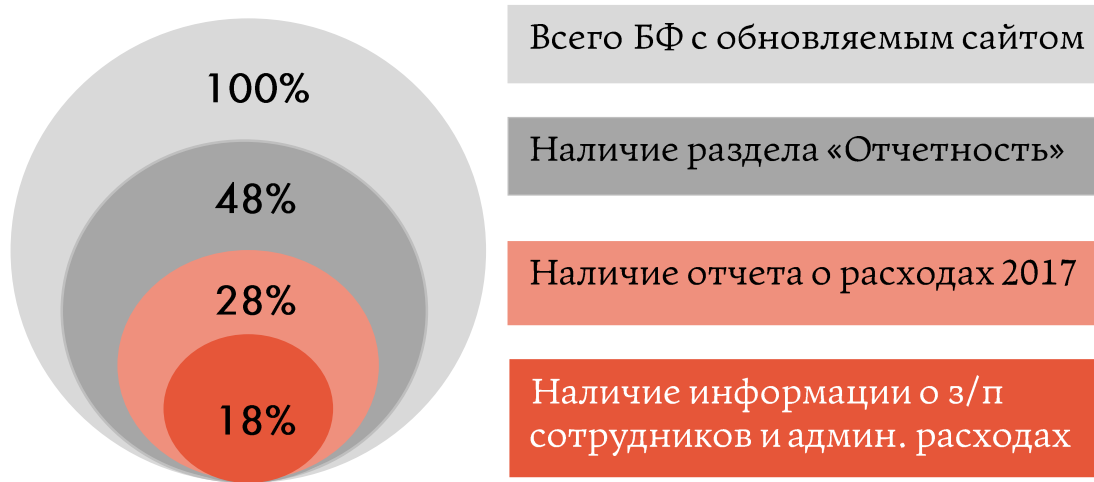 100%
Всего БФ с обновляемым сайтом
48%
Наличие раздела «Отчетность»
28%
Наличие отчета о расходах 2017
18%
Наличие информации о з/п
сотрудников и админ. расходах